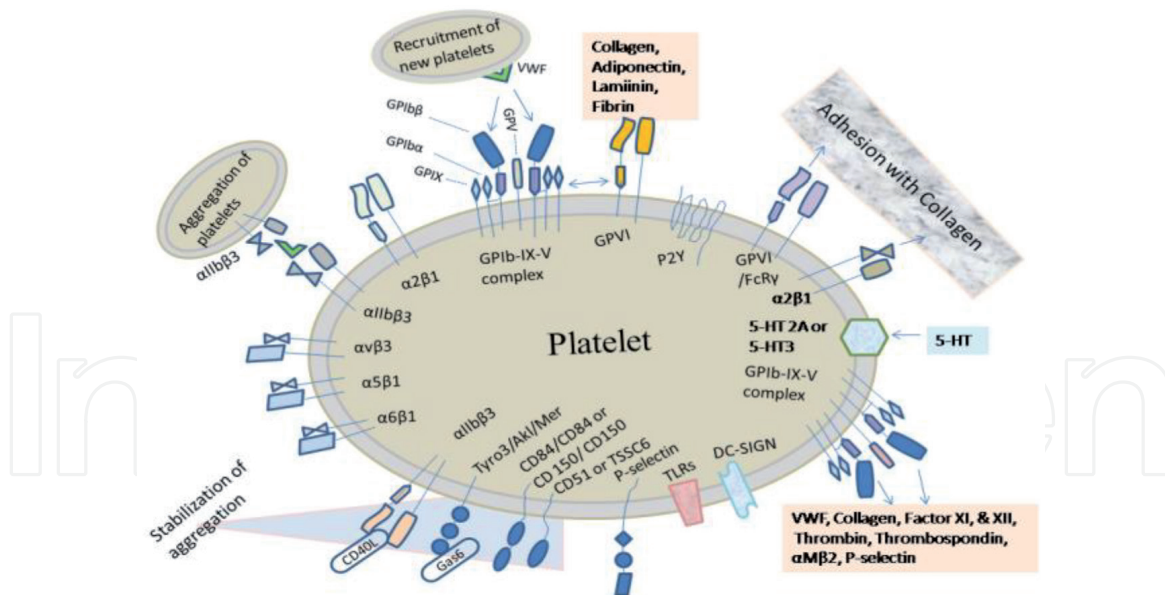 Recruitment of
new platelets
VWF
Collagen,
Adiponectin,
Lamiinin,
Fibrin
Adhesion with Collagen
GPIbβ
GPV
GPIbα
GPIX
Aggregation of
platelets
αIIbβ3
α2β1
GPIb-IX-V
complex
GPVI
P2Y
GPVI
/FcRγ
α2β1
αIIbβ3
αvβ3
α5β1
α6β1
Platelet
5-HT 2A or
5-HT3
5-HT
GPIb-IX-V
complex
αIIbβ3
Tyro3/Akl/Mer
CD84/CD84 or
CD 150/ CD150
CD51 or TSSC6
P-selectin
TLRs
DC-SIGN
Stabilization of
aggregation
CD40L
Gas6
VWF, Collagen, Factor XI, & XII,
Thrombin, Thrombospondin,
αMβ2, P-selectin